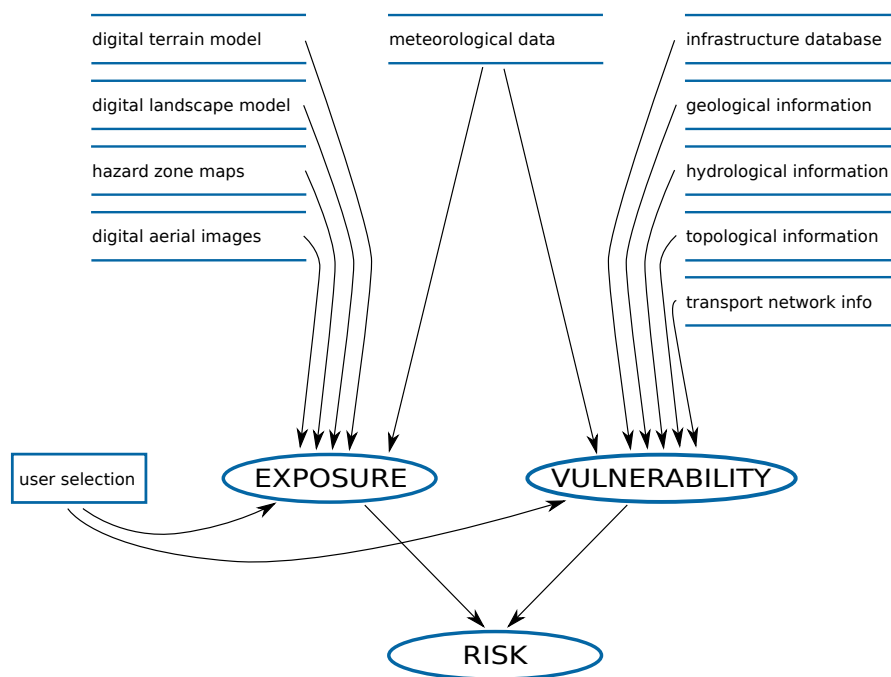 digital terrain model
digital landscape model
hazard zone maps
digital aerial images
meteorological data
infrastructure database
geological information
hydrological information
topological information
transport network info
user selection
EXPOSURE
VULNERABILITY
RISK